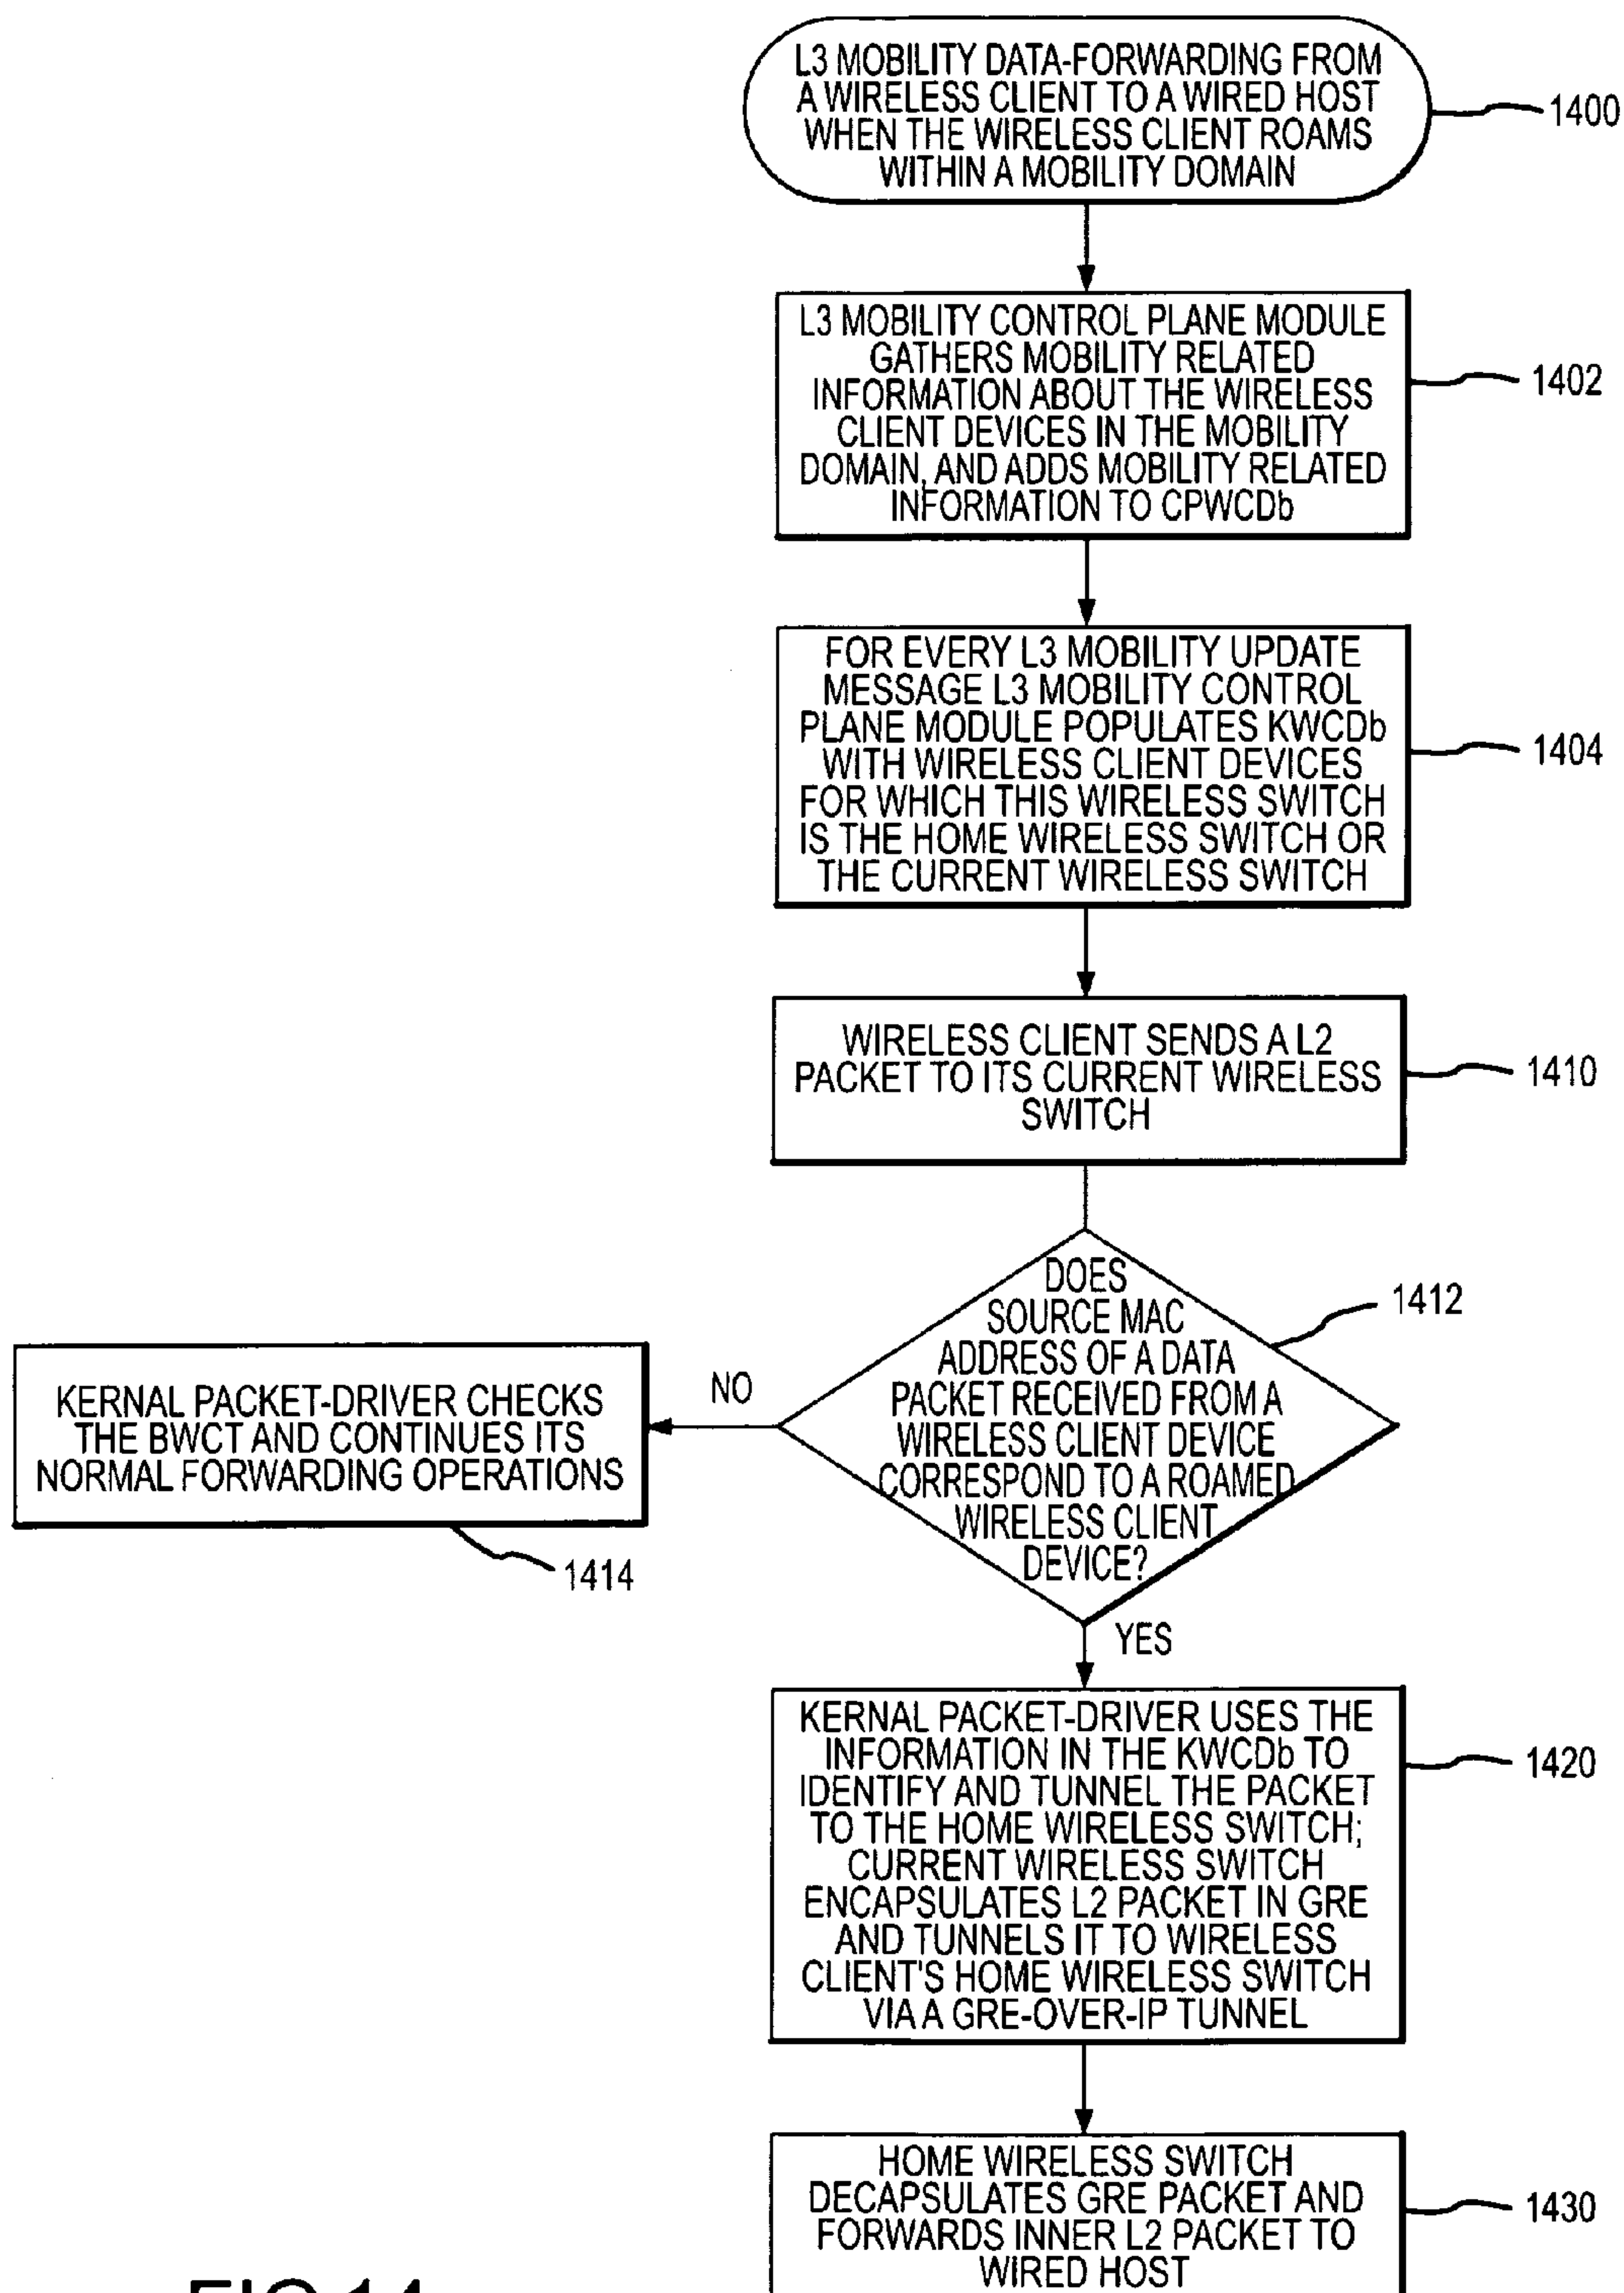 L3 MOBILITY DATA-FORWARDING FROM
A WIRELESS CLIENT TO A WIRED HOST
WHEN THE WIRELESS CLIENT ROAMS
WITHIN A MOBILITY DOMAIN
1400
L3 MOBILITY CONTROL PLANE MODULE
GATHERS MOBILITY RELATED
INFORMATION ABOUT THE WIRELESS
CLIENT DEVICES IN THE MOBILITY
DOMAIN, AND ADDS MOBILITY RELATED
INFORMATION TO CPWCDb
1402
FOR EVERY L3 MOBILITY UPDATE
MESSAGE L3 MOBILITY CONTROL
PLANE MODULE POPULATES KWCDb
WITH WIRELESS CLIENT DEVICES
FOR WHICH THIS WIRELESS SWITCH
IS THE HOME WIRELESS SWITCH OR
THE CURRENT WIRELESS SWITCH
1404
WIRELESS CLIENT SENDS A L2
PACKET TO ITS CURRENT WIRELESS
SWITCH
1410
DOES
SOURCE MAC
ADDRESS OF A DATA
PACKET RECEIVED FROM A
WIRELESS CLIENT DEVICE
CORRESPOND TO A ROAMED
WIRELESS CLIENT
DEVICE?
1412
NO
KERNAL PACKET-DRIVER CHECKS
THE BWCT AND CONTINUES ITS
NORMAL FORWARDING OPERATIONS
1414
YES
KERNAL PACKET-DRIVER USES THE
INFORMATION IN THE KWCDb TO
IDENTIFY AND TUNNEL THE PACKET
TO THE HOME WIRELESS SWITCH;
CURRENT WIRELESS SWITCH
ENCAPSULATES L2 PACKET IN GRE
AND TUNNELS IT TO WIRELESS
CLIENT'S HOME WIRELESS SWITCH
VIA A GRE-OVER-IP TUNNEL
1420
HOME WIRELESS SWITCH
DECAPSULATES GRE PACKET AND
FORWARDS INNER L2 PACKET TO
WIRED HOST
1430
FIG.14